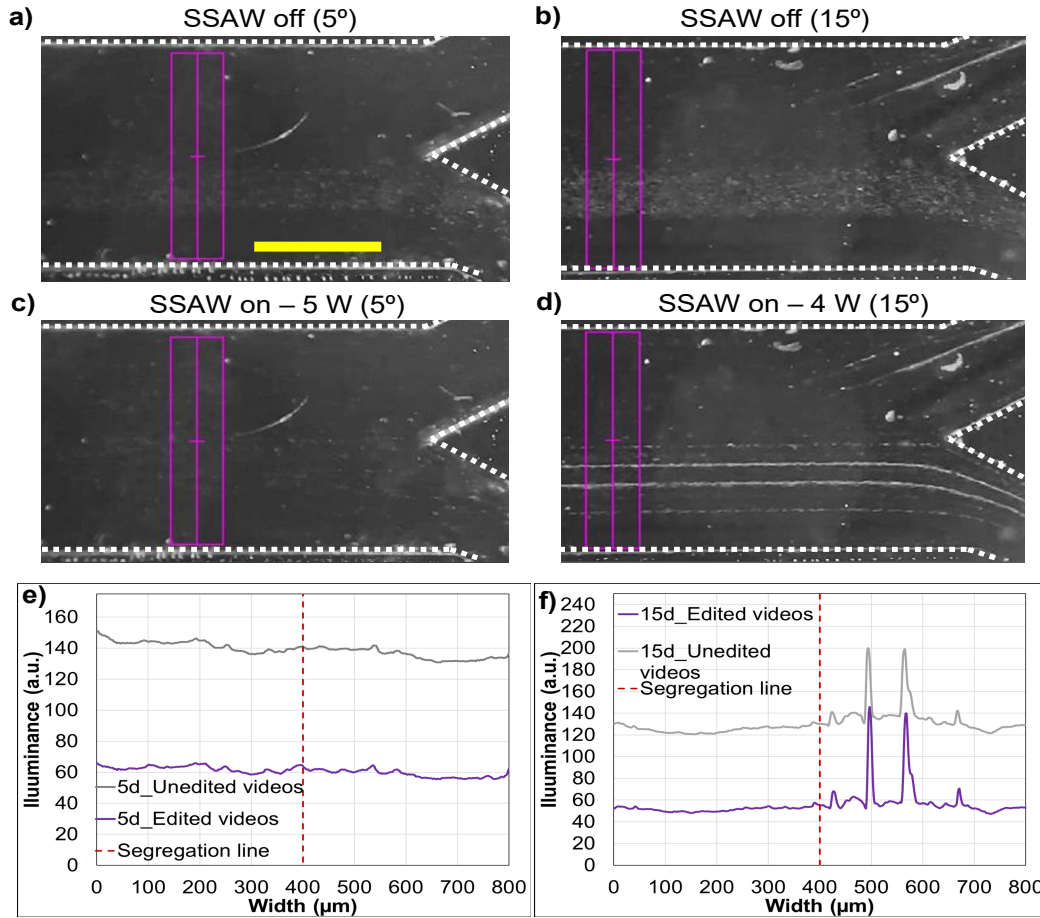 a) SSAW off (5º)
b) SSAW off (15º)
c) SSAW on – 5 W (5º)
d) SSAW on – 4 W (15º)
e)
160
140
120
100
80
60
40
20
0
0 100 200 300 400 500 600 700 800
Iluuminance (a.u.)
Width (µm)
5d_Unedited videos
5d_Edited videos
Segregation line
f)
240
220
200
180
160
140
120
100
80
60
40
20
0
0 100 200 300 400 500 600 700 800
Iluuminance (a.u.)
Width (µm)
15d_Edited videos
15d_Unedited
videos
Segregation line